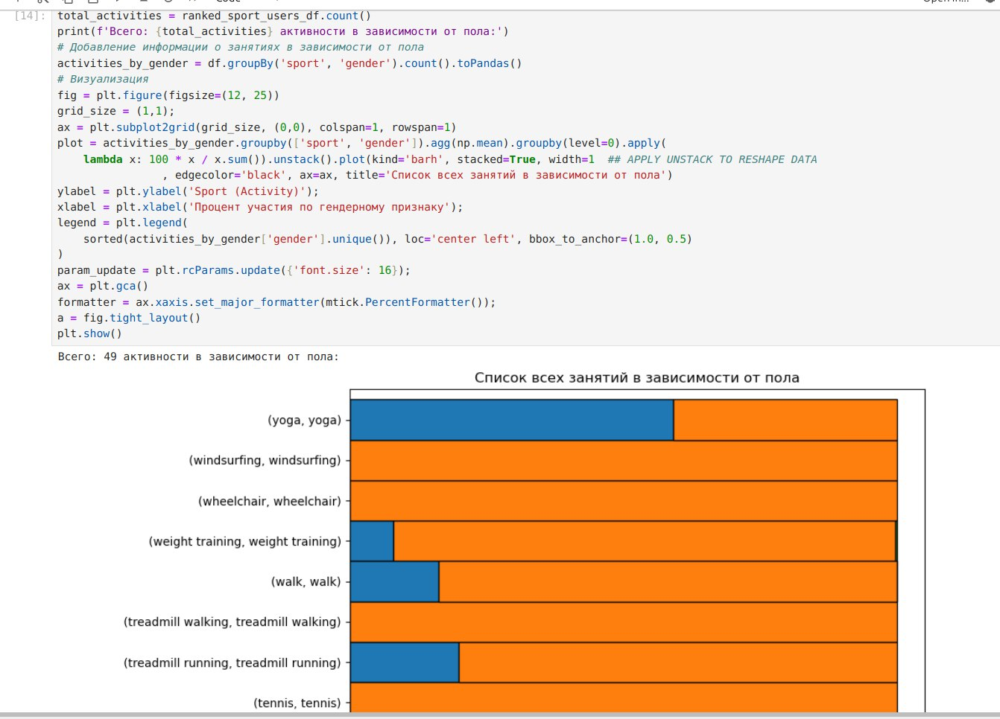 [14]: total_activities = ranked_sport_users_df.count()
print(f'Всего: {total_activities} активности в зависимости от пола:')
# Добавление информации о занятиях в зависимости от пола
activities_by_gender = df.groupBy('sport', 'gender').count().toPandas()
# Визуализация
fig = plt.figure(figsize=(12, 25))
grid_size = (1,1);
ax = plt.subplot2grid(grid_size, (0,0), colspan=1, rowspan=1)
plot = activities_by_gender.groupby(['sport', 'gender']).agg(np.mean).groupby(level=0).apply(
    lambda x: 100 * x / x.sum()).unstack().plot(kind='barh', stacked=True, width=1  ## APPLY UNSTACK TO RESHAPE DATA
                , edgecolor='black', ax=ax, title='Список всех занятий в зависимости от пола')
ylabel = plt.ylabel('Sport (Activity)');
xlabel = plt.xlabel('Процент участия по гендерному признаку');
legend = plt.legend(
    sorted(activities_by_gender['gender'].unique()), loc='center left', bbox_to_anchor=(1.0, 0.5)
)
param_update = plt.rcParams.update({'font.size': 16});
ax = plt.gca()
formatter = ax.xaxis.set_major_formatter(mtick.PercentFormatter());
a = fig.tight_layout()
plt.show()
Всего: 49 активности в зависимости от пола:
Список всех занятий в зависимости от пола
(yoga, yoga)
(windsurfing, windsurfing)
(wheelchair, wheelchair)
(weight training, weight training)
(walk, walk)
(treadmill walking, treadmill walking)
(treadmill running, treadmill running)
(tennis, tennis)